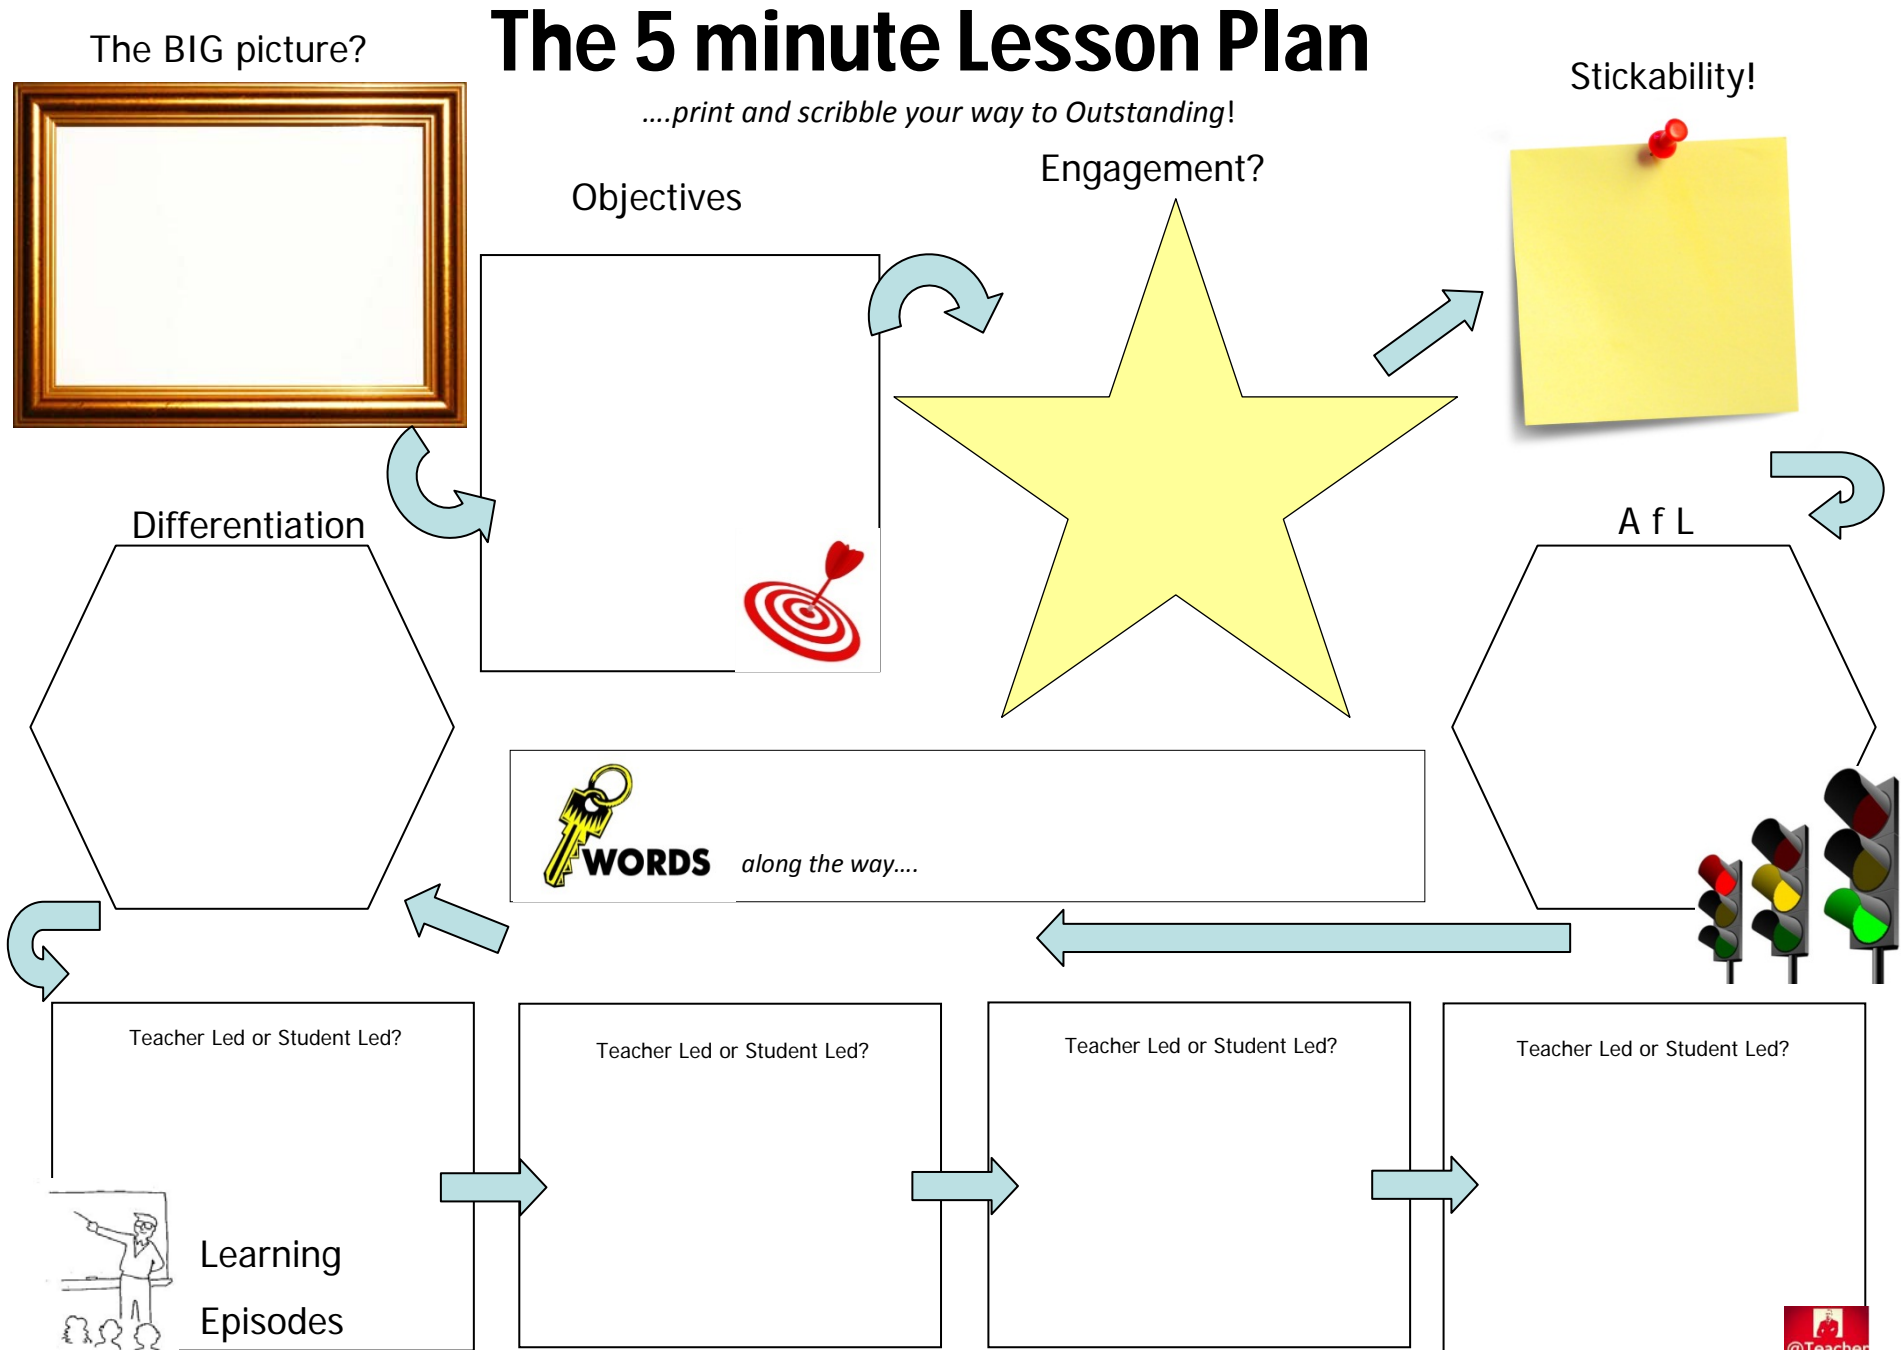 The 5 minute Lesson Plan
....print and scribble your way to Outstanding!
The BIG picture?
Objectives
Engagement?
Stickability!
A f L
WORDS along the way....
Differentiation
Teacher Led or Student Led?
Learning
Episodes
Teacher Led or Student Led?
Teacher Led or Student Led?
Teacher Led or Student Led?
@Teacher